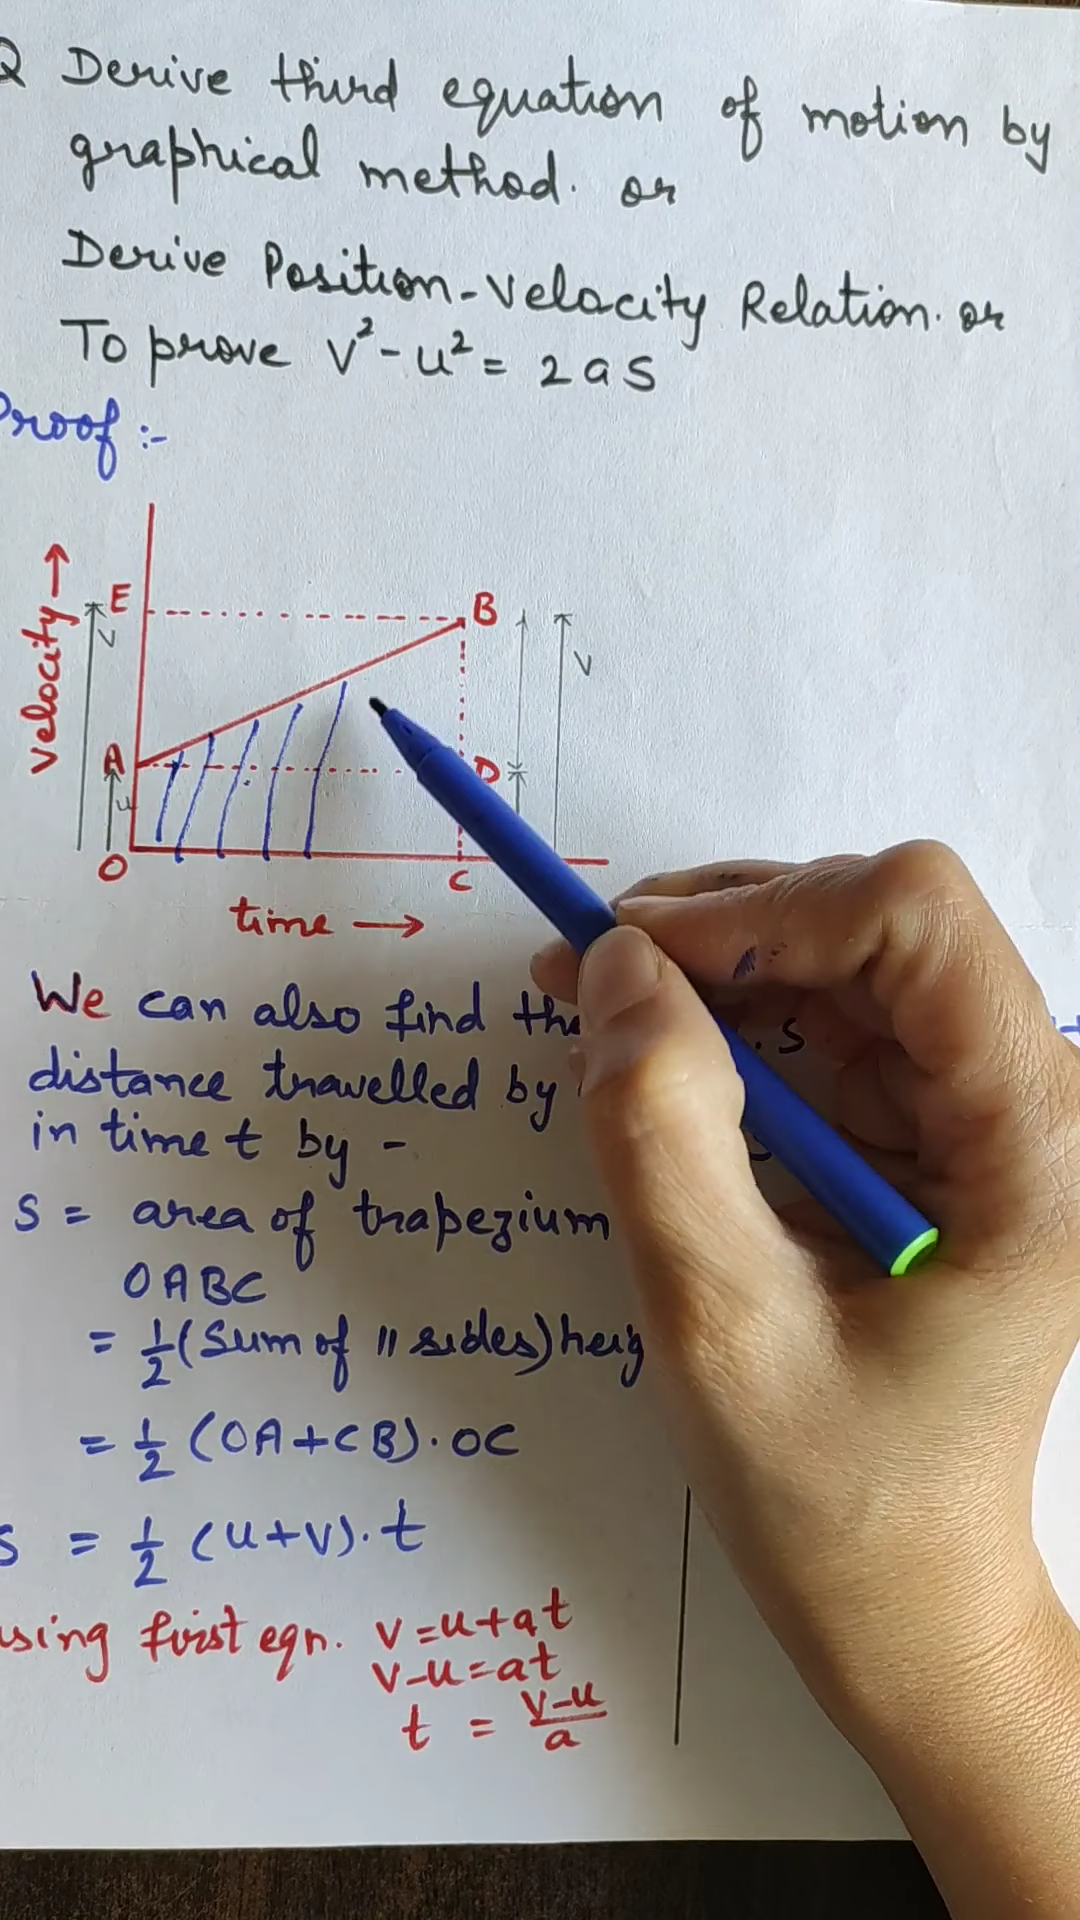 Q Derive third equation of motion by
graphical method. or
Derive Position-Velocity Relation. or
To prove v² - u² = 2as
Proof :-
velocity →
E
B
v
v
A
D
u
O
C
time →
We can also find the . s
distance travelled by
in time t by -
s = area of trapezium
OABC
= 1/2 (Sum of || sides) heig
= 1/2 (OA+CB).OC
s = 1/2 (u+v).t
using first eqn. v=u+at
v-u=at
t = v-u/a